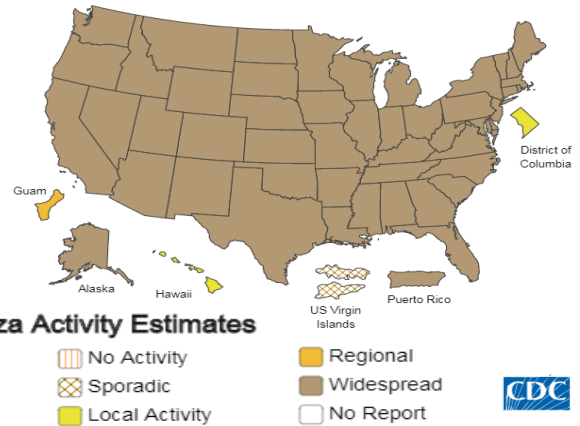 District of
Columbia
Guam
Alaska
Hawaii
US Virgin
Islands
Puerto Rico
za Activity Estimates
No Activity
Sporadic
Local Activity
Regional
Widespread
No Report
CDC